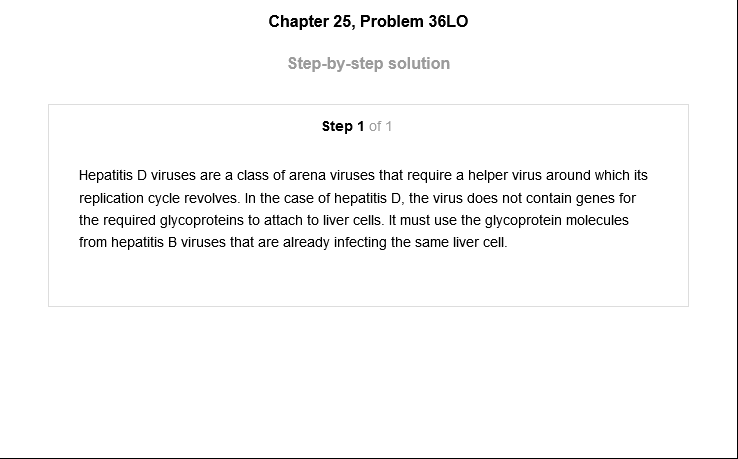 Chapter 25, Problem 36LO
Step-by-step solution
Step 1 of 1
Hepatitis D viruses are a class of arena viruses that require a helper virus around which its
replication cycle revolves. In the case of hepatitis D, the virus does not contain genes for
the required glycoproteins to attach to liver cells. It must use the glycoprotein molecules
from hepatitis B viruses that are already infecting the same liver cell.